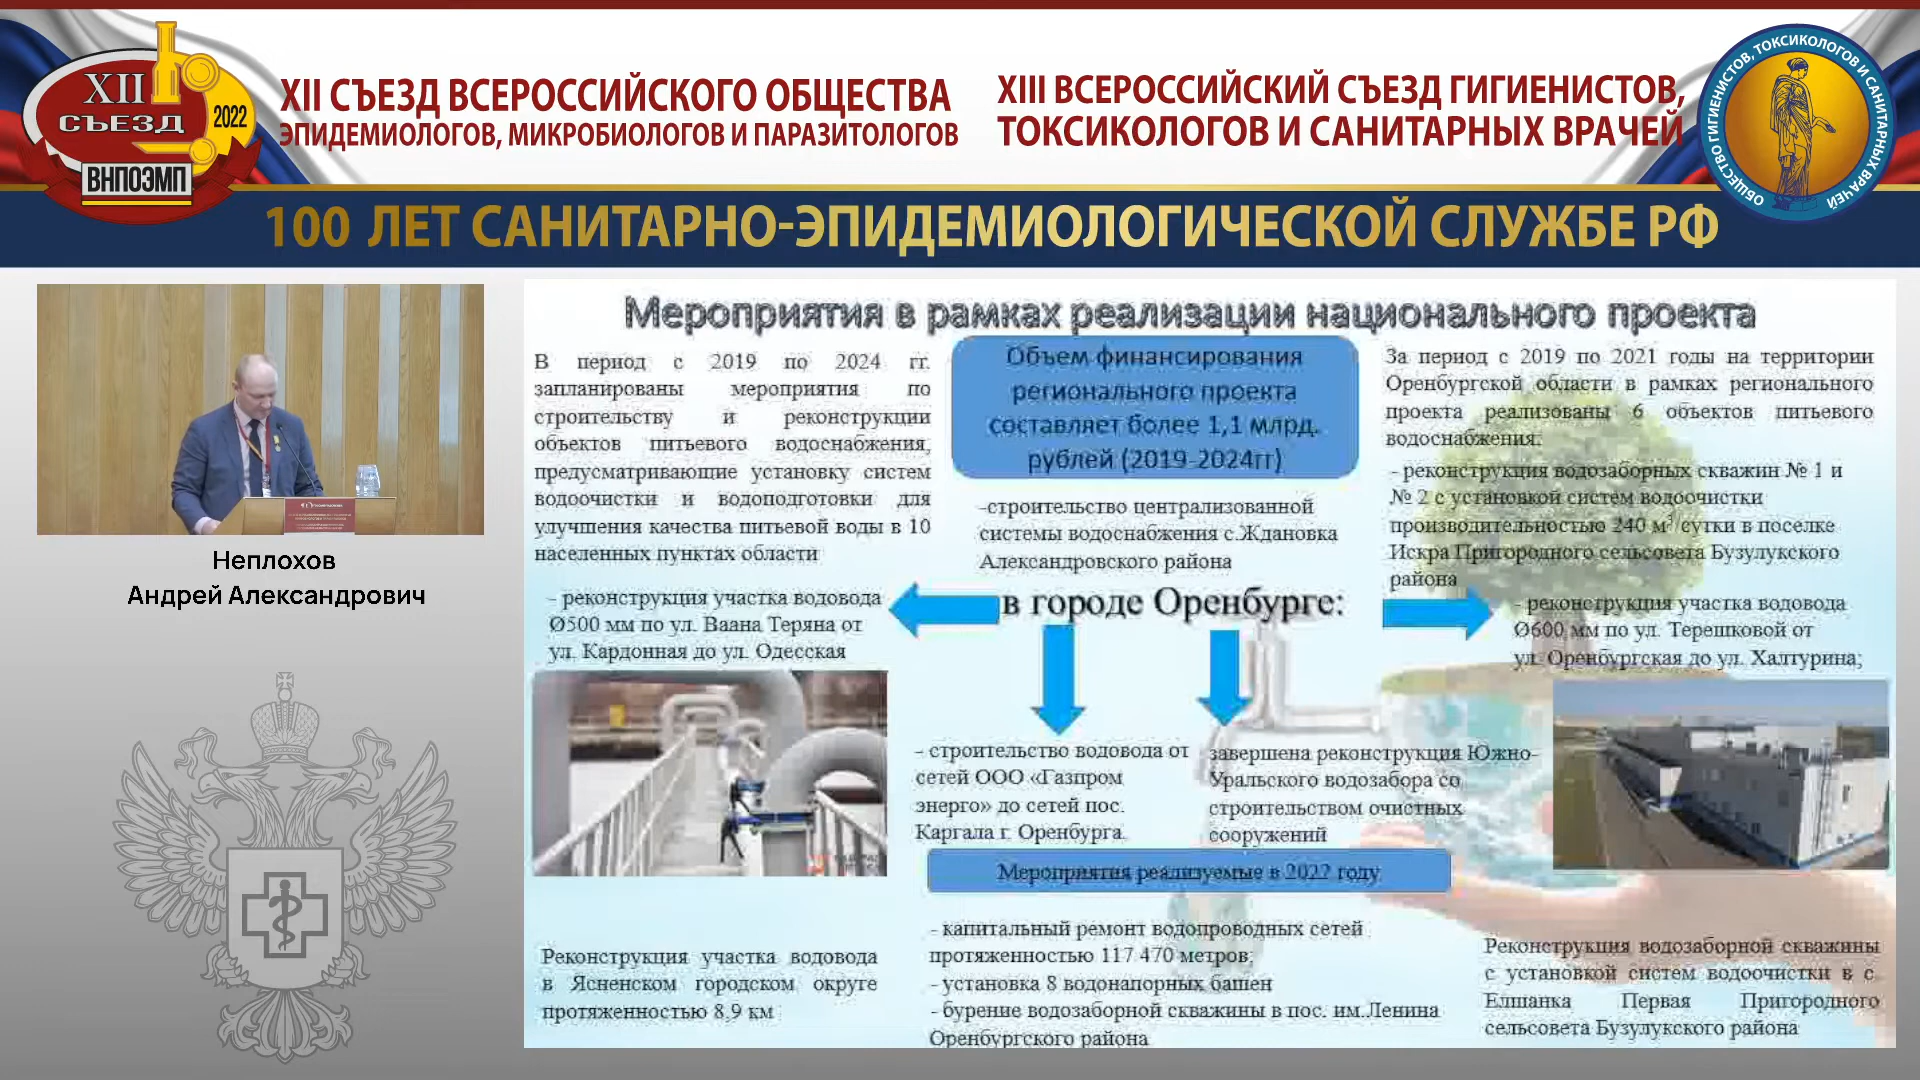 XII
СЪЕЗД
2022
ВНПОЭМП
XII СЪЕЗД ВСЕРОССИЙСКОГО ОБЩЕСТВА
ЭПИДЕМИОЛОГОВ, МИКРОБИОЛОГОВ И ПАРАЗИТОЛОГОВ
XIII ВСЕРОССИЙСКИЙ СЪЕЗД ГИГИЕНИСТОВ,
ТОКСИКОЛОГОВ И САНИТАРНЫХ ВРАЧЕЙ
ОБЩЕСТВО ГИГИЕНИСТОВ, ТОКСИКОЛОГОВ И САНИТАРНЫХ ВРАЧЕЙ
100 ЛЕТ САНИТАРНО-ЭПИДЕМИОЛОГИЧЕСКОЙ СЛУЖБЕ РФ
Неплохов
Андрей Александрович
Мероприятия в рамках реализации национального проекта
В период с 2019 по 2024 гг.
запланированы мероприятия по
строительству и реконструкции
объектов питьевого водоснабжения,
предусматривающие установку систем
водоочистки и водоподготовки для
улучшения качества питьевой воды в 10
населенных пунктах области
Объем финансирования
регионального проекта
составляет более 1,1 млрд.
рублей (2019-2024гг)
За период с 2019 по 2021 годы на территории
Оренбургской области в рамках регионального
проекта реализованы 6 объектов питьевого
водоснабжения:
- реконструкция водозаборных скважин № 1 и
№ 2 с установкой систем водоочистки
производительностью 240 м³/сутки в поселке
Искра Пригородного сельсовета Бузулукского
района
-строительство централизованной
системы водоснабжения с.Ждановка
Александровского района
в городе Оренбурге:
- реконструкция участка водовода
Ø500 мм по ул. Ваана Теряна от
ул. Кардонная до ул. Одесская
- реконструкция участка водовода
Ø600 мм по ул. Терешковой от
ул. Оренбургская до ул. Халтурина;
- строительство водовода от
сетей ООО «Газпром
энерго» до сетей пос.
Каргала г. Оренбурга.
завершена реконструкция Южно-
Уральского водозабора со
строительством очистных
сооружений
Мероприятия реализуемые в 2022 году
Реконструкция участка водовода
в Ясненском городском округе
протяженностью 8,9 км
- капитальный ремонт водопроводных сетей
протяженностью 117 470 метров;
- установка 8 водонапорных башен
- бурение водозаборной скважины в пос. им.Ленина
Оренбургского района
Реконструкция водозаборной скважины
с установкой систем водоочистки в с.
Елшанка Первая Пригородного
сельсовета Бузулукского района